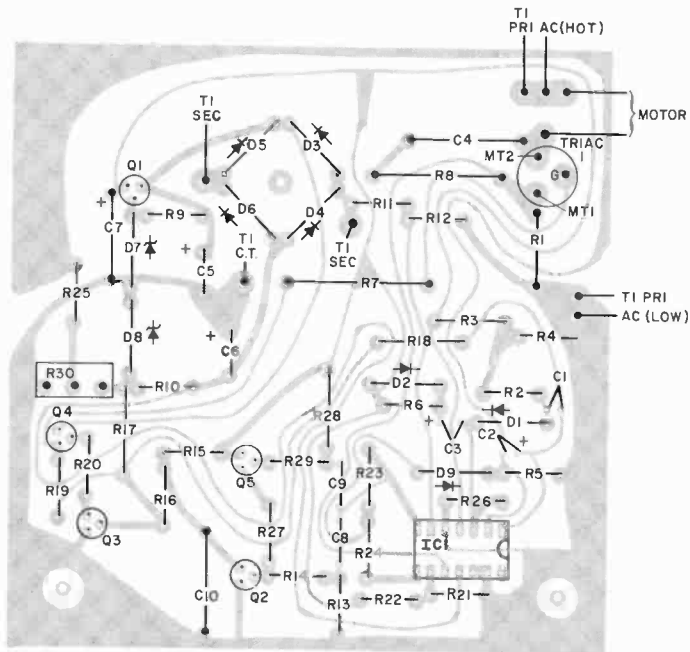 T1
PRI AC(HOT)
T1
SEC
MOTOR
D5
D3
C4
TRIAC
1
Q1
MT2
R8
G
+
R9
D6
D4
R11
R12
MT1
C7
D7
+
T1
C.T.
T1
SEC
R1
C5
R7
R25
T1 PRI
AC(LOW)
D8
+
C6
R18
R3
R4
R30
R10
D2
R2
C1
R6
R28
D1
Q4
R17
+
C3
C2
+
R15
Q5
R29
R20
C9
R23
D9
R5
R19
R16
R26
Q3
R27
C8
R24
IC1
R14
C10
Q2
R13
R22
R21